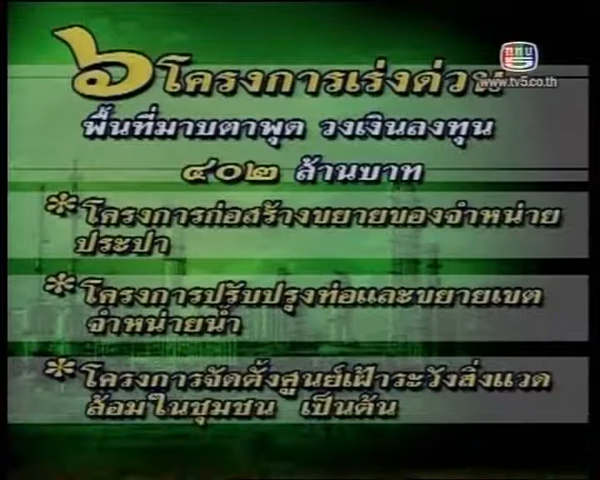 ๖ โครงการเร่งด่วน
www.tv5.co.th
พื้นที่มาบตาพุด วงเงินลงทุน
๔๐๒ ล้านบาท
* โครงการก่อสร้างขยายของจำหน่าย
ประปา
* โครงการปรับปรุงท่อและขยายเขต
จำหน่ายน้ำ
* โครงการจัดตั้งศูนย์เฝ้าระวังสิ่งแวด
ล้อมในชุมชน เป็นต้น